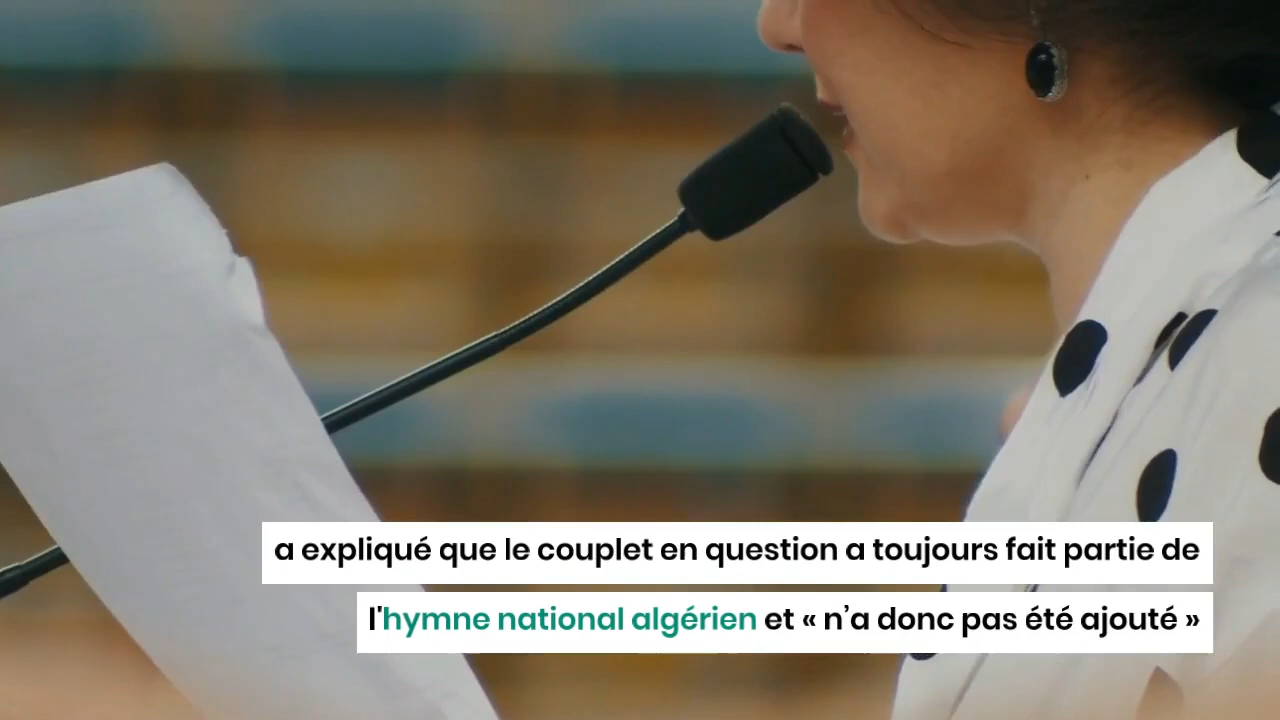 a expliqué que le couplet en question a toujours fait partie de
l'hymne national algérien et « n’a donc pas été ajouté »